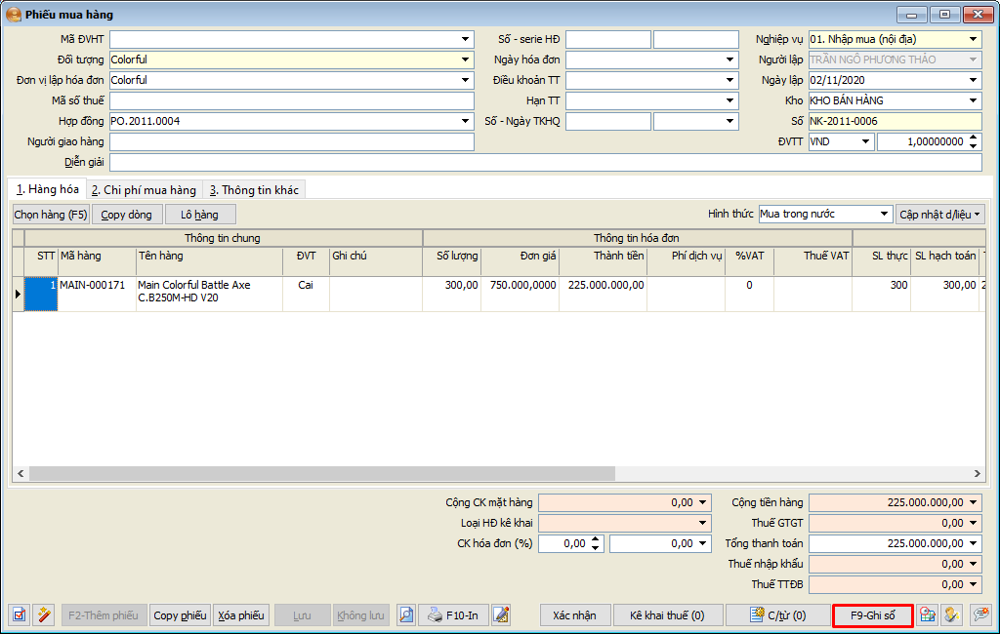 Phiếu mua hàng
Mã ĐVHT Số - serie HĐ Nghiệp vụ 01. Nhập mua (nội địa)
Đối tượng Colorful Ngày hóa đơn Người lập TRẦN NGÔ PHƯƠNG THẢO
Đơn vị lập hóa đơn Colorful Điều khoản TT Ngày lập 02/11/2020
Mã số thuế Hạn TT Kho KHO BÁN HÀNG
Hợp đồng PO.2011.0004 Số - Ngày TKHQ Số NK-2011-0006
Người giao hàng ĐVTT VND 1,00000000
Diễn giải
1. Hàng hóa 2. Chi phí mua hàng 3. Thông tin khác
Chọn hàng (F5) Copy dòng Lô hàng Hình thức Mua trong nước Cập nhật d/liệu
Thông tin chung Thông tin hóa đơn
STT Mã hàng Tên hàng ĐVT Ghi chú Số lượng Đơn giá Thành tiền Phí dịch vụ %VAT Thuế VAT SL thực SL hạch toán
1 MAIN-000171 Main Colorful Battle Axe Cai 300,00 750.000,0000 225.000.000,00 0 300 300,00 2
C.B250M-HD V20
Cộng CK mặt hàng 0,00 Cộng tiền hàng 225.000.000,00
Loại HĐ kê khai Thuế GTGT 0,00
CK hóa đơn (%) 0,00 0,00 Tổng thanh toán 225.000.000,00
Thuế nhập khẩu 0,00
Thuế TTĐB 0,00
F2-Thêm phiếu Copy phiếu Xóa phiếu Lưu Không lưu F10-In Xác nhận Kê khai thuế (0) C/từ (0) F9-Ghi sổ